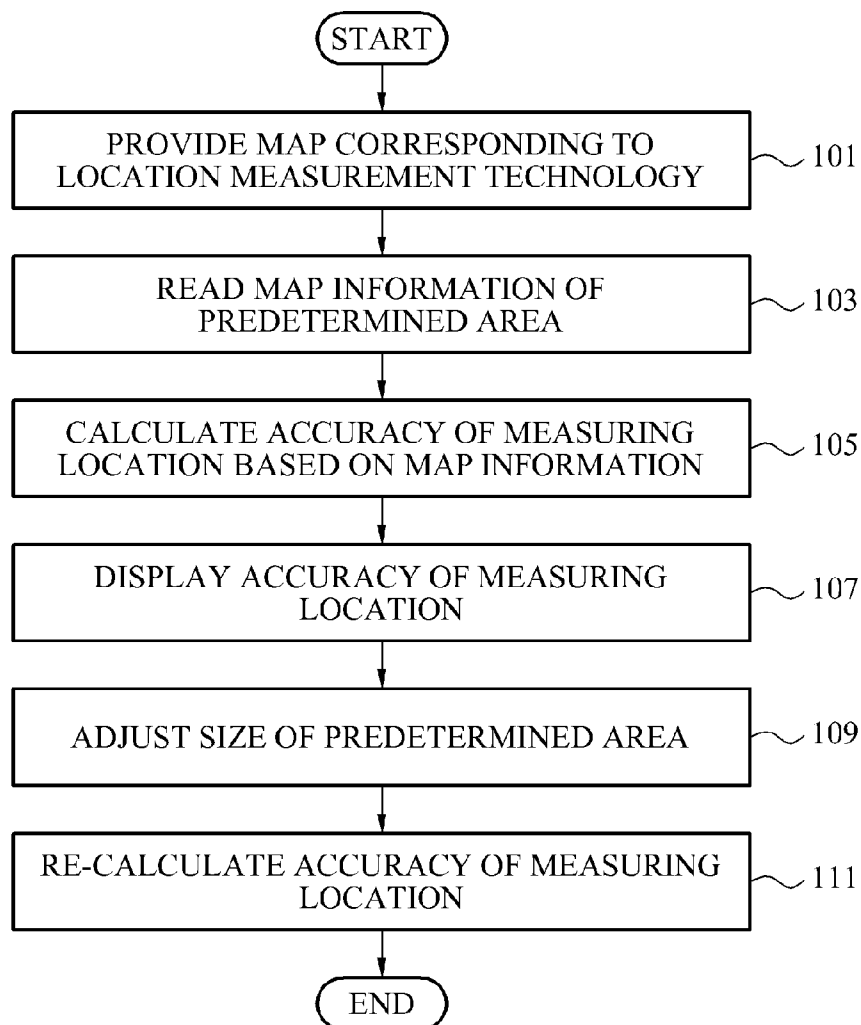 START
PROVIDE MAP CORRESPONDING TO
LOCATION MEASUREMENT TECHNOLOGY
101
READ MAP INFORMATION OF
PREDETERMINED AREA
103
CALCULATE ACCURACY OF MEASURING
LOCATION BASED ON MAP INFORMATION
105
DISPLAY ACCURACY OF MEASURING
LOCATION
107
ADJUST SIZE OF PREDETERMINED AREA
109
RE-CALCULATE ACCURACY OF MEASURING
LOCATION
111
END